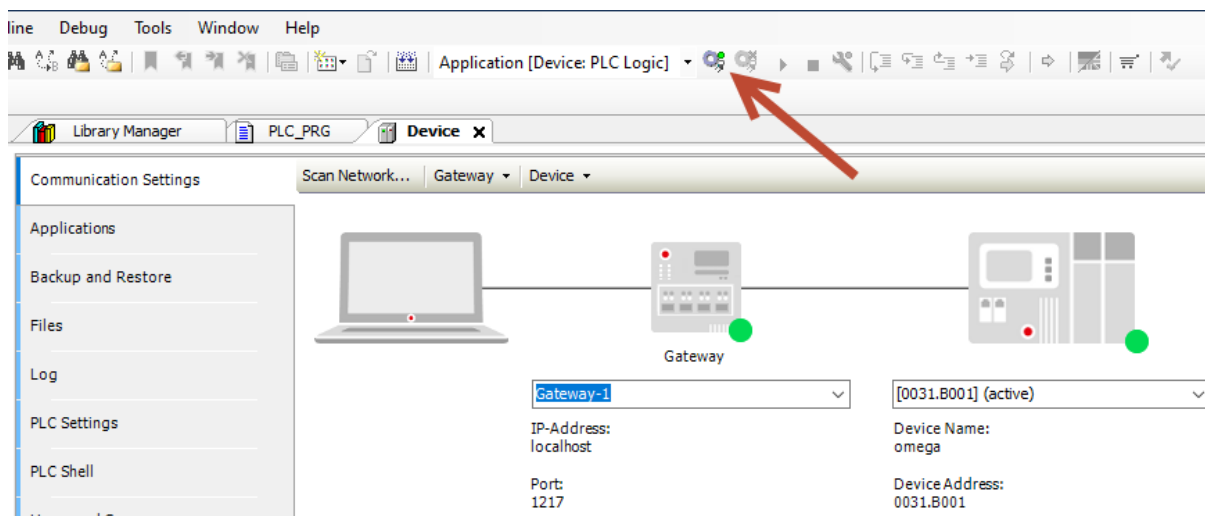 Debug Tools Window Help
Application [Device: PLC Logic]
Library Manager PLC_PRG Device
Communication Settings Scan Network... Gateway Device
Applications
Backup and Restore
Files
Log
PLC Settings
PLC Shell
Gateway
Gateway-1 [0031.B001] (active)
IP-Address: Device Name:
localhost omega
Port: Device Address:
1217 0031.B001